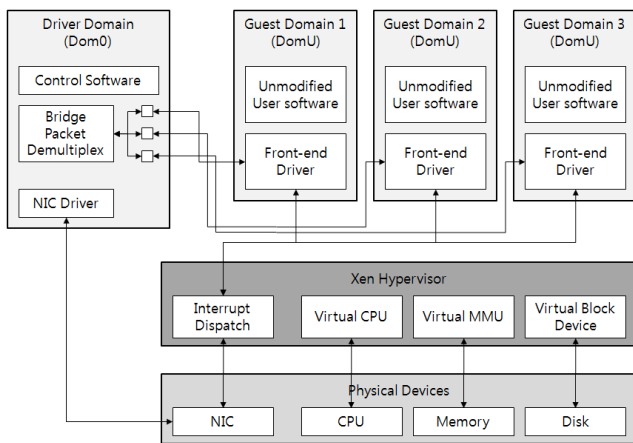 Driver Domain
(Dom0)
Control Software
Bridge
Packet
Demultiplex
NIC Driver
Guest Domain 1
(DomU)
Unmodified
User software
Front-end
Driver
Guest Domain 2
(DomU)
Unmodified
User software
Front-end
Driver
Guest Domain 3
(DomU)
Unmodified
User software
Front-end
Driver
Xen Hypervisor
Interrupt
Dispatch
Virtual CPU
Virtual MMU
Virtual Block
Device
Physical Devices
NIC
CPU
Memory
Disk